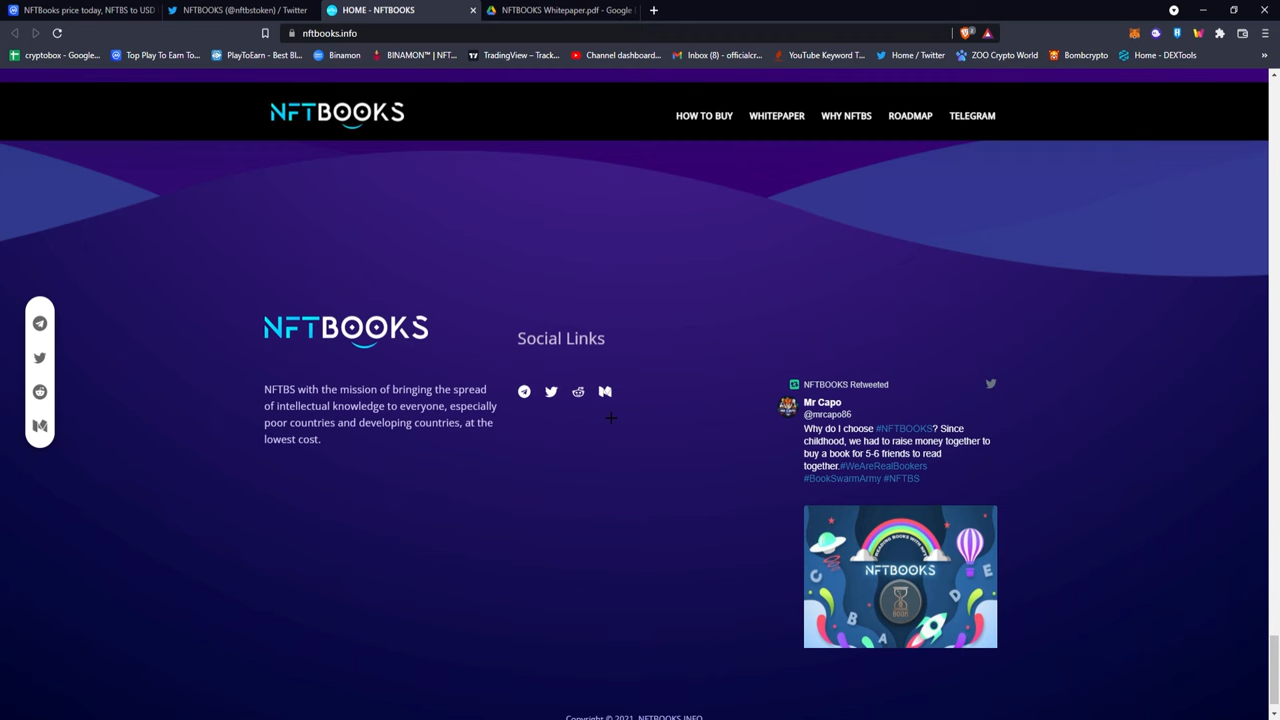 NFTBooks price today, NFTBS to USD
NFTBOOKS (@nftbstoken) / Twitter
HOME - NFTBOOKS
NFTBOOKS Whitepaper.pdf - Google
nftbooks.info
cryptobox - Google...
Top Play To Earn To...
PlayToEarn - Best Bl...
Binamon
BINAMON™ | NFT...
TradingView – Track...
Channel dashboard...
Inbox (8) - officialcr...
YouTube Keyword T...
Home / Twitter
ZOO Crypto World
Bombcrypto
Home - DEXTools
NFTBOOKS
HOW TO BUY
WHITEPAPER
WHY NFTBS
ROADMAP
TELEGRAM
NFTBOOKS
NFTBS with the mission of bringing the spread
of intellectual knowledge to everyone, especially
poor countries and developing countries, at the
lowest cost.
Social Links
NFTBOOKS Retweeted
Mr Capo
@mrcapo86
Why do I choose #NFTBOOKS? Since
childhood, we had to raise money together to
buy a book for 5-6 friends to read
together.#WeAreRealBookers
#BookSwarmArmy #NFTBS
NFTBOOKS
C
E
D
B
A
Copyright © 2021. NFTBOOKS.INFO